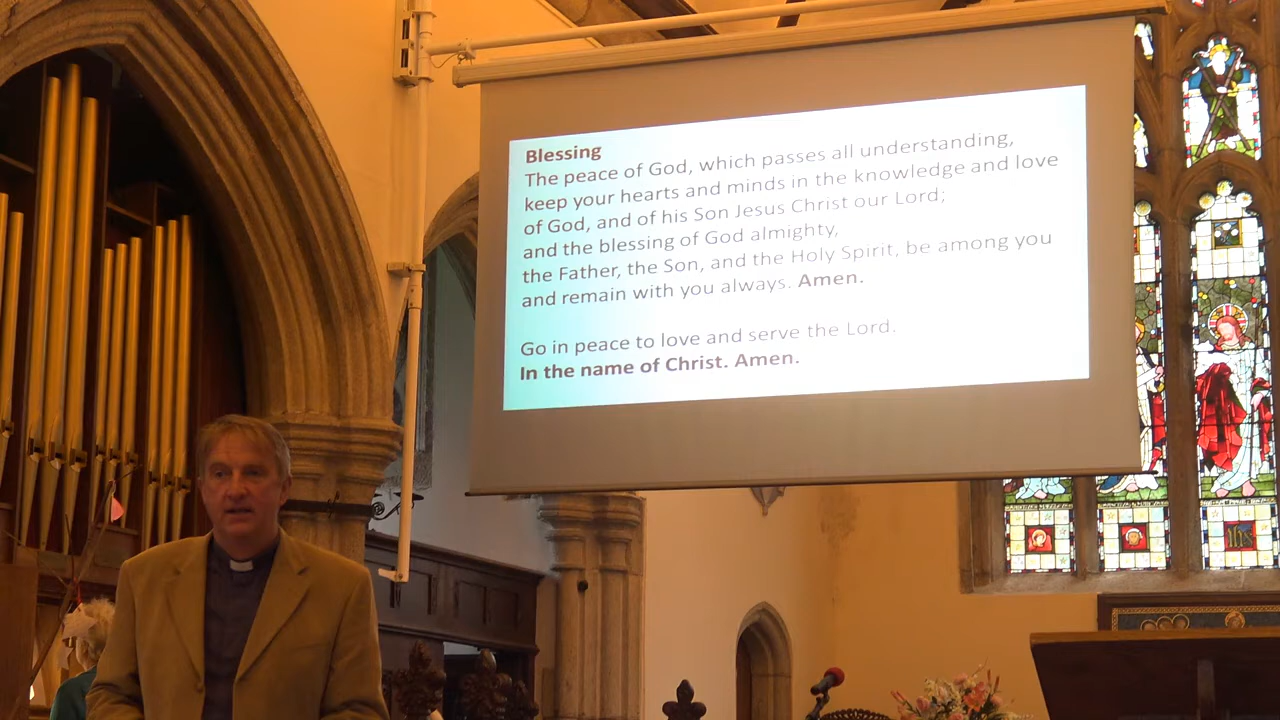 Blessing
The peace of God, which passes all understanding,
keep your hearts and minds in the knowledge and love
of God, and of his Son Jesus Christ our Lord;
and the blessing of God almighty,
the Father, the Son, and the Holy Spirit, be among you
and remain with you always. Amen.
Go in peace to love and serve the Lord.
In the name of Christ. Amen.
ihs